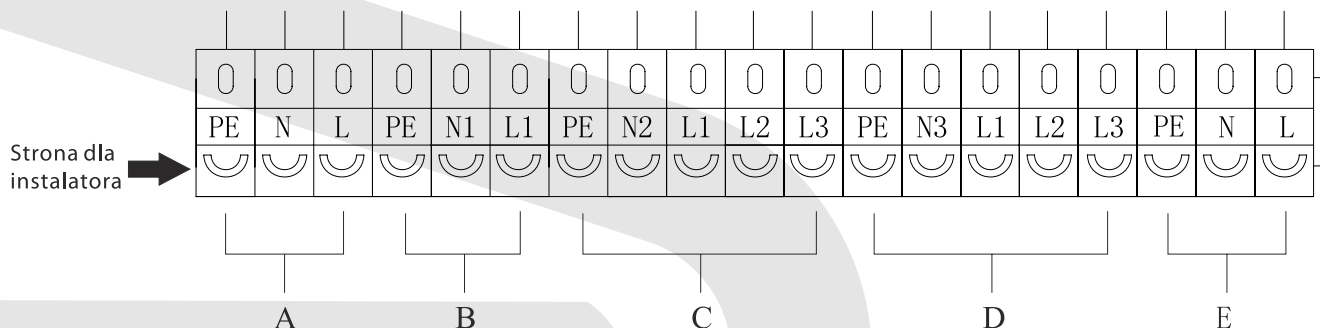 PE N L PE N1 L1 PE N2 L1 L2 L3 PE N3 L1 L2 L3 PE N L
Strona dla
instalatora
A B C D E